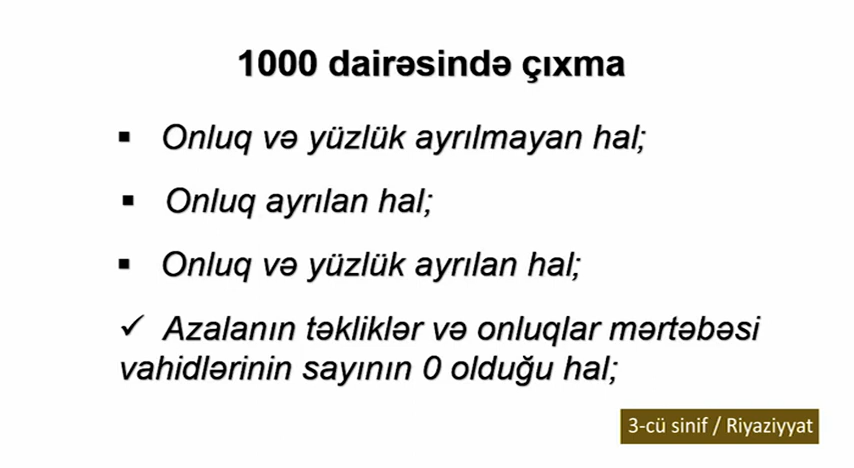 1000 dairəsində çıxma
▪ Onluq və yüzlük ayrılmayan hal;
▪ Onluq ayrılan hal;
▪ Onluq və yüzlük ayrılan hal;
✓ Azalanın təkliklər və onluqlar mərtəbəsi
vahidlərinin sayının 0 olduğu hal;
3-cü sinif / Riyaziyyat